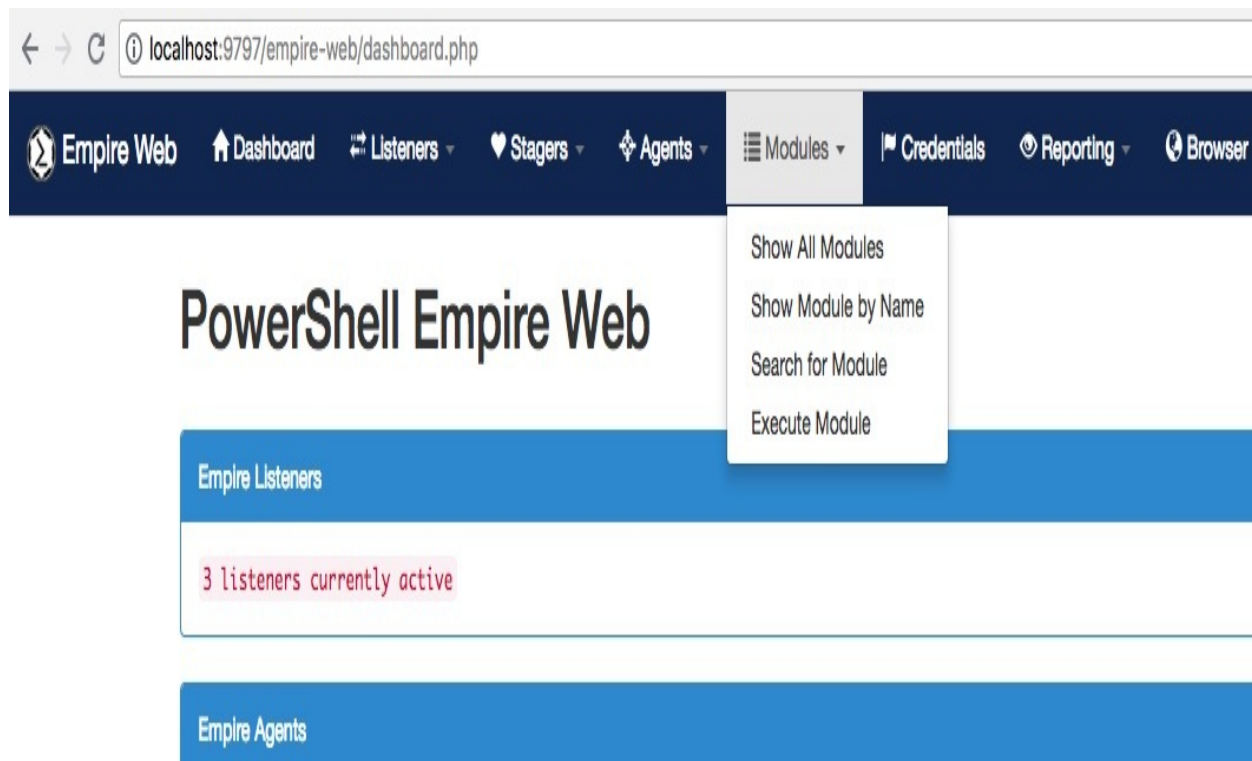 localhost:9797/empire-web/dashboard.php
Empire Web Dashboard Listeners Stagers Agents Modules Credentials Reporting Browser
Show All Modules
Show Module by Name
Search for Module
Execute Module
PowerShell Empire Web
Empire Listeners
3 listeners currently active
Empire Agents